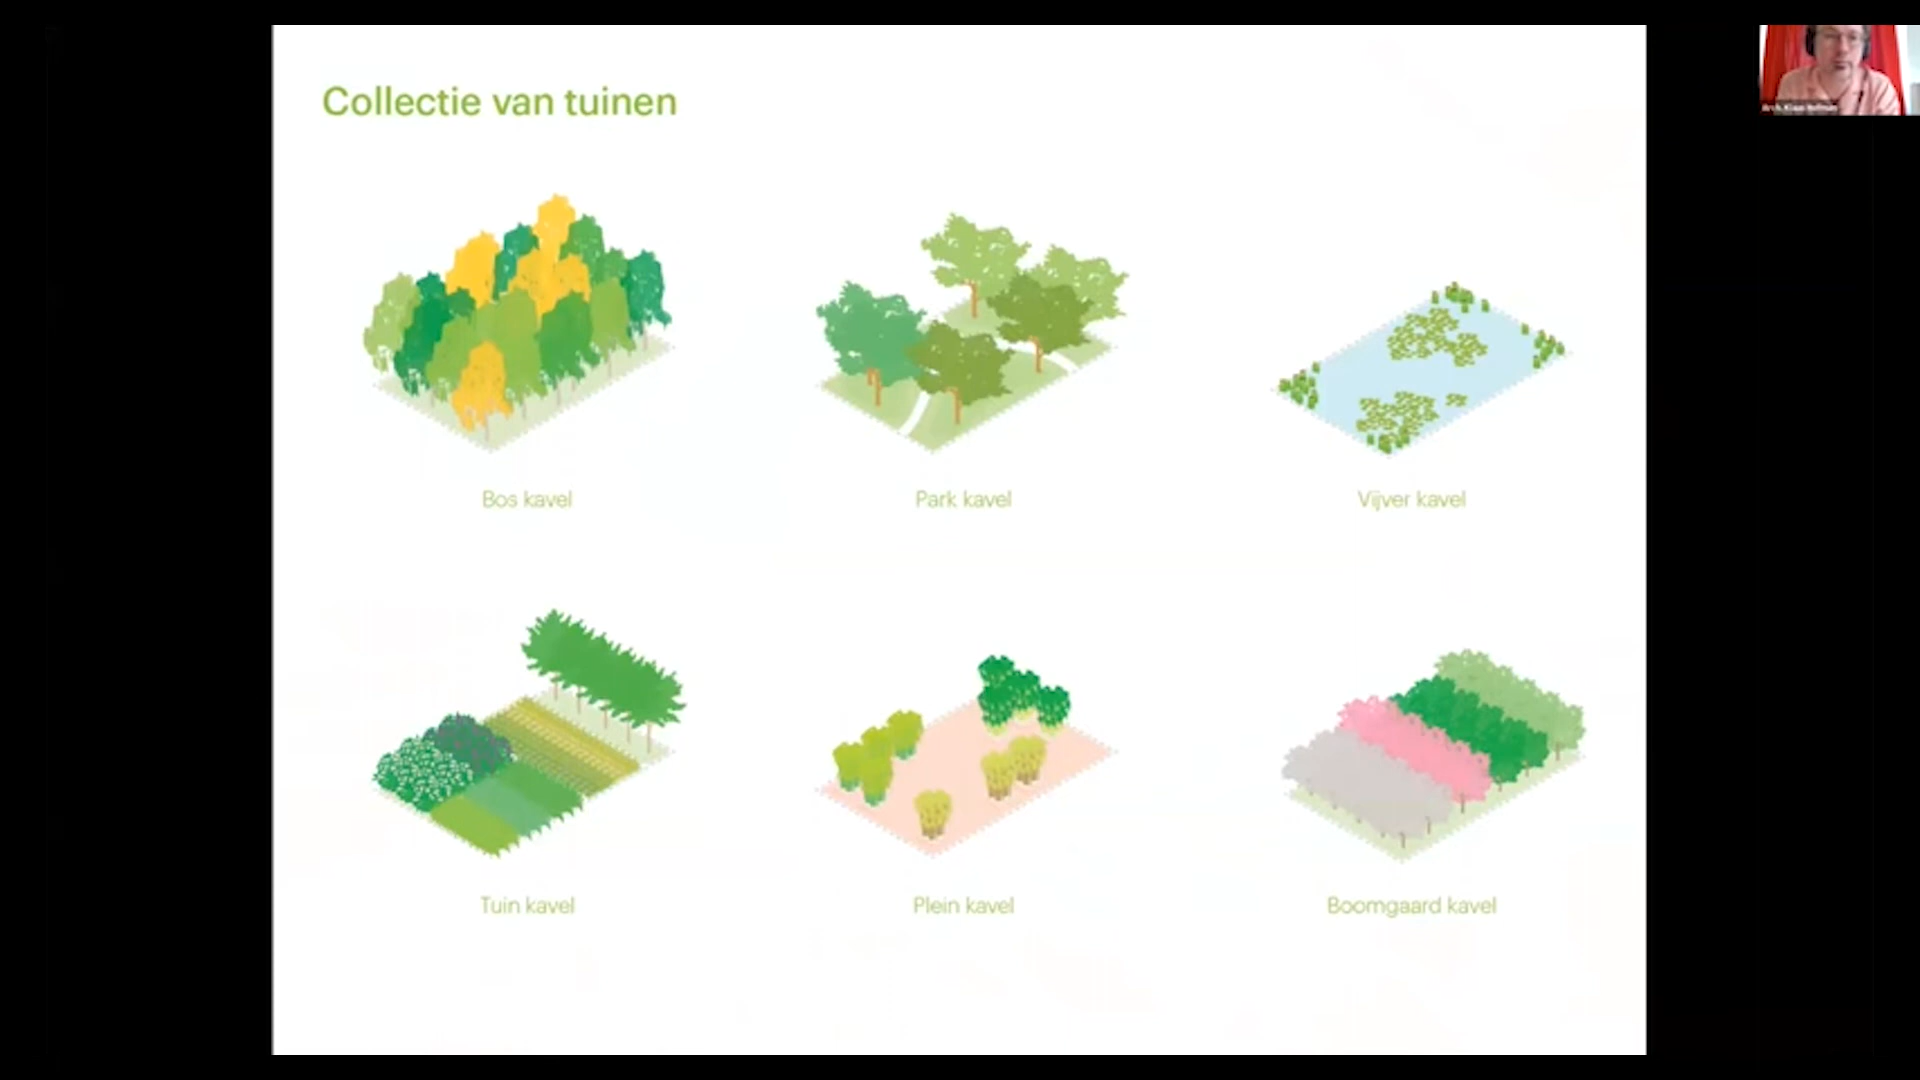 Collectie van tuinen
Bos kavel
Park kavel
Vijver kavel
Tuin kavel
Plein kavel
Boomgaard kavel